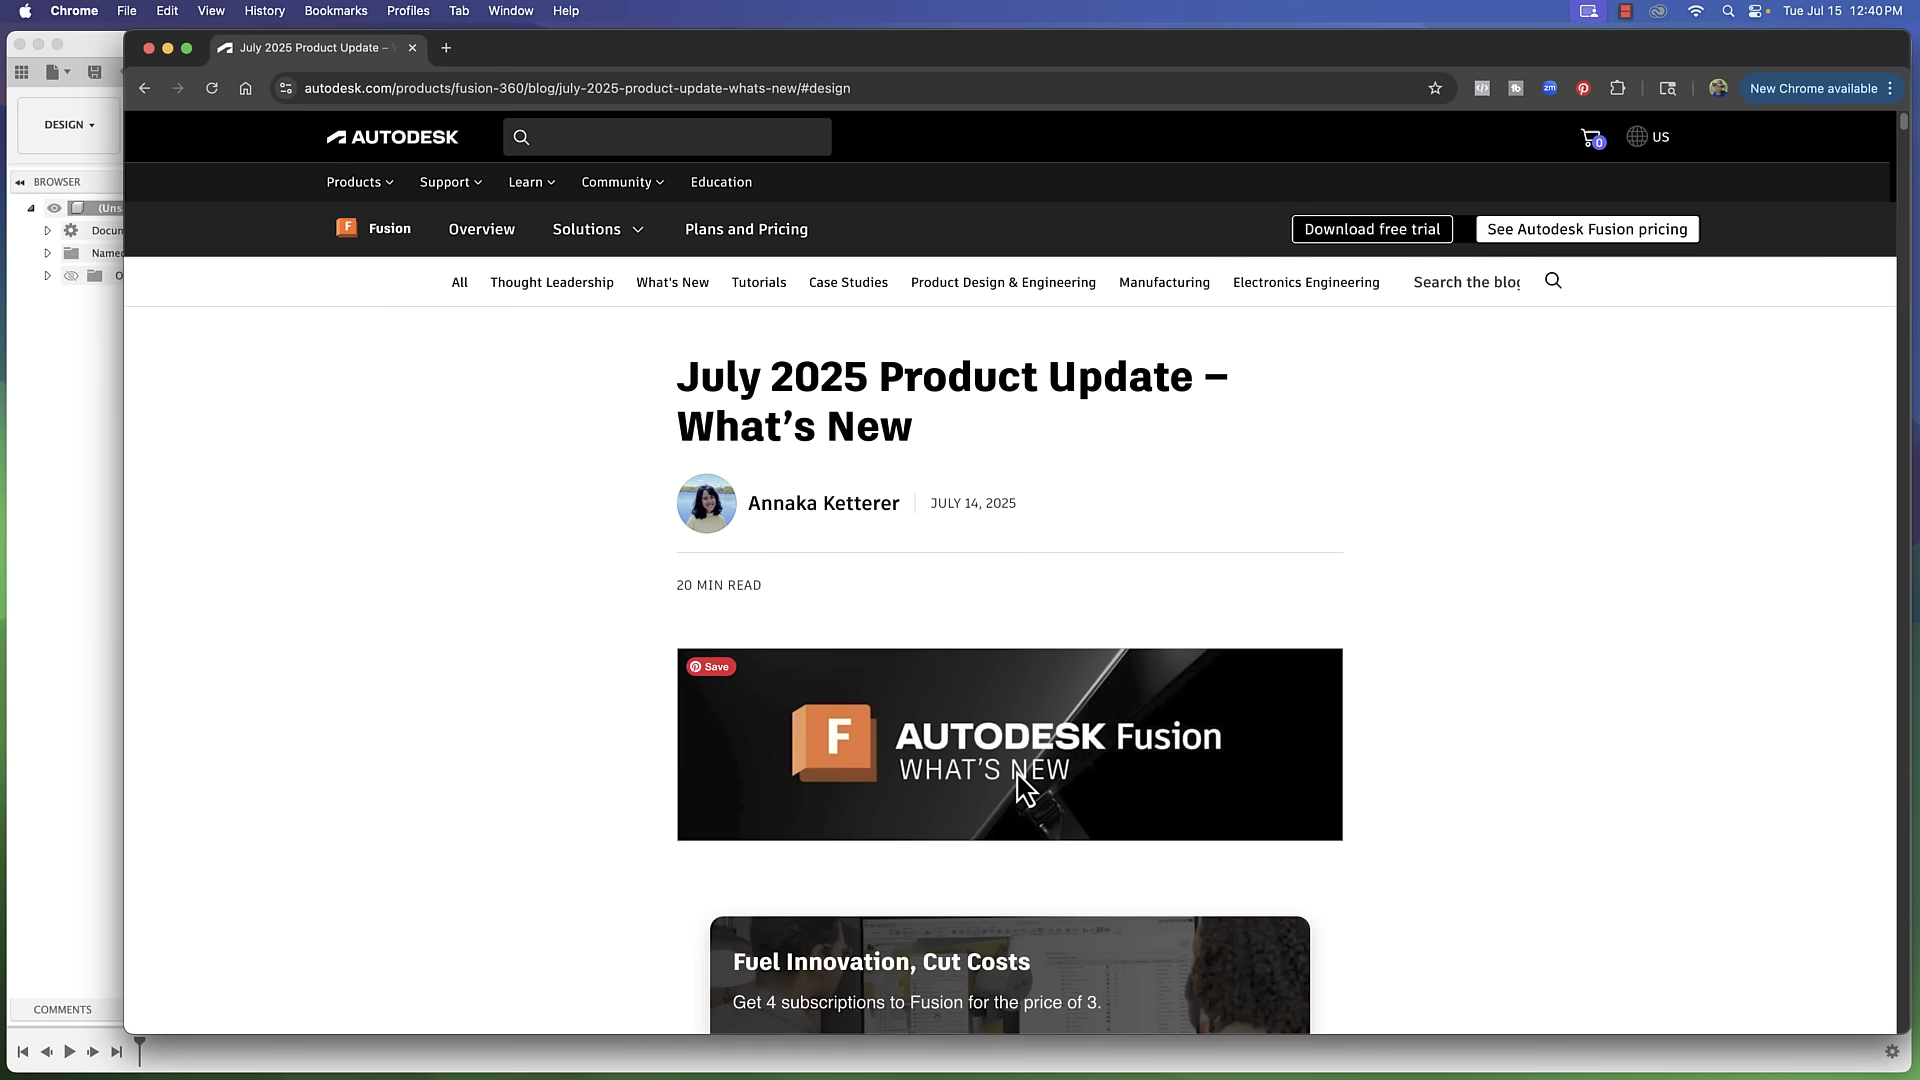 Chrome File Edit View History Bookmarks Profiles Tab Window Help Tue Jul 15 12:40 PM
July 2025 Product Update –
autodesk.com/products/fusion-360/blog/july-2025-product-update-whats-new/#design
New Chrome available
DESIGN
BROWSER
(Uns
Docun
Named
O
COMMENTS
AUTODESK
0
US
Products Support Learn Community Education
F Fusion Overview Solutions Plans and Pricing Download free trial See Autodesk Fusion pricing
All Thought Leadership What's New Tutorials Case Studies Product Design & Engineering Manufacturing Electronics Engineering Search the blog
July 2025 Product Update –
What’s New
Annaka Ketterer JULY 14, 2025
20 MIN READ
Save
F AUTODESK Fusion
WHAT'S NEW
Fuel Innovation, Cut Costs
Get 4 subscriptions to Fusion for the price of 3.